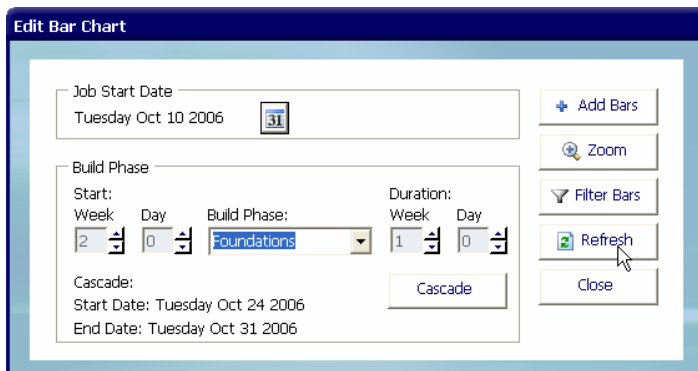 Edit Bar Chart
Job Start Date
Tuesday Oct 10 2006
31
Build Phase
Start:
Week Day Build Phase:
2 0 Foundations
Duration:
Week Day
1 0
Cascade:
Start Date: Tuesday Oct 24 2006
End Date: Tuesday Oct 31 2006
Cascade
Add Bars
Zoom
Filter Bars
Refresh
Close